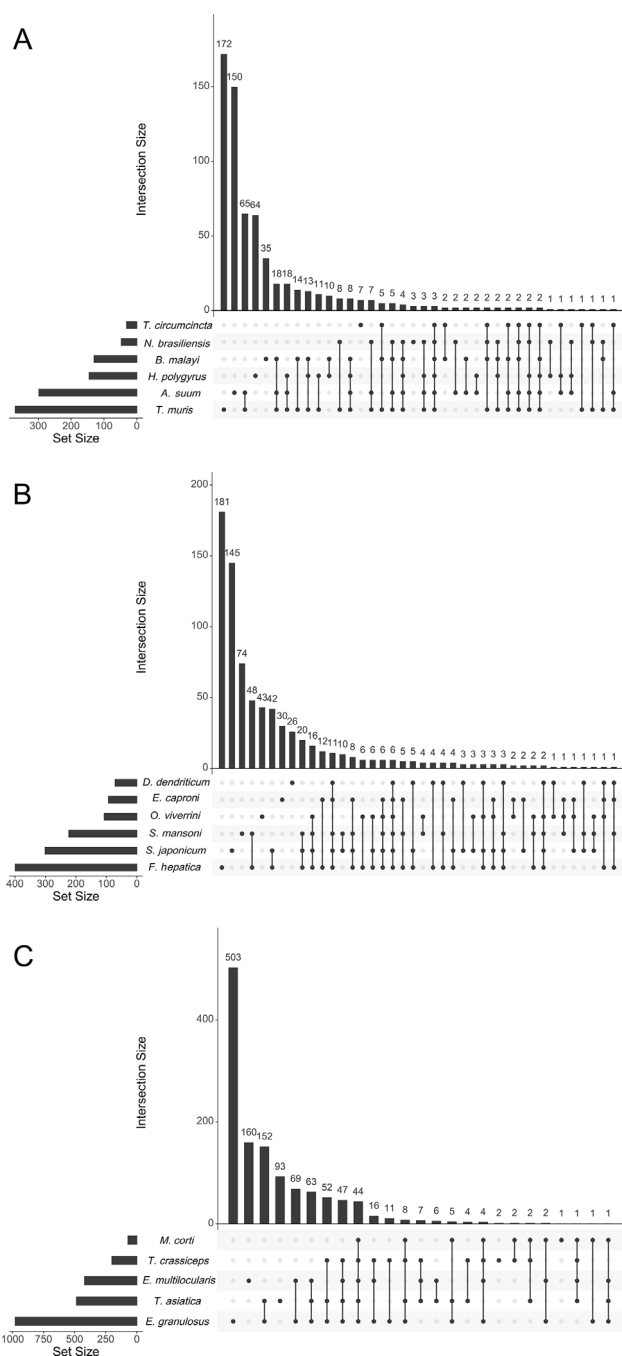 A
Intersection Size
150
100
50
0
172 150 65 64 35 18 18 14 13 11 10 8 8 7 7 5 5 4 3 3 3 2 2 2 2 2 2 2 2 2 2 1 1 1 1 1 1 1
T. circumcincta
N. brasiliensis
B. malayi
H. polygyrus
A. suum
T. muris
300 200 100 0
Set Size
B
Intersection Size
200
150
100
50
0
181 145 74 48 43 42 30 26 20 16 12 11 10 8 6 6 6 6 5 5 4 4 4 4 3 3 3 3 3 2 2 2 2 1 1 1 1 1 1 1
D. dendriticum
E. caproni
O. viverrini
S. mansoni
S. japonicum
F. hepatica
400 300 200 100 0
Set Size
C
Intersection Size
400
200
0
503 160 152 93 69 63 52 47 44 16 11 8 7 6 5 4 4 2 2 2 2 1 1 1 1
M. corti
T. crassiceps
E. multilocularis
T. asiatica
E. granulosus
1000 750 500 250 0
Set Size